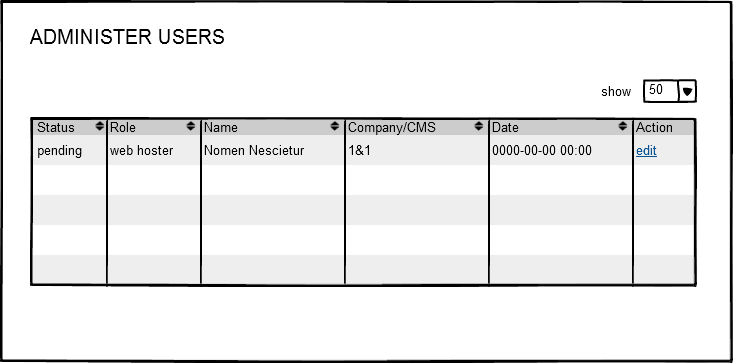 ADMINISTER USERS
show 50
Status Role Name Company/CMS Date Action
pending web hoster Nomen Nescietur 1&1 0000-00-00 00:00 edit